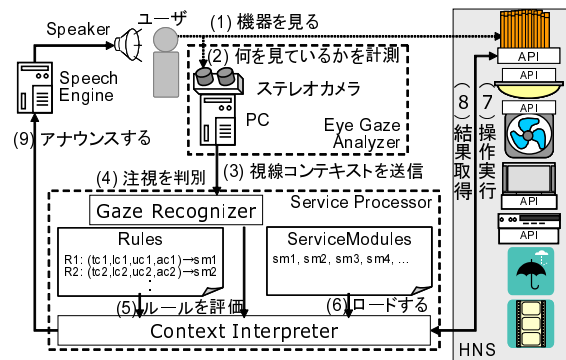 ユーザ
Speaker
(1) 機器を見る
(2) 何を見ているかを計測
Speech
Engine
ステレオカメラ
PC
Eye Gaze
Analyzer
(9) アナウンスする
(3) 視線コンテキストを送信
(4) 注視を判別
Service Processor
Gaze Recognizer
Rules
R1: (tc1,lc1,uc1,ac1)→sm1
R2: (tc2,lc2,uc2,ac2)→sm2
:
ServiceModules
sm1, sm2, sm3, sm4, …
(5) ルールを評価
(6) ロードする
Context Interpreter
(7) 操作実行
(8) 結果取得
API
API
API
API
API
HNS